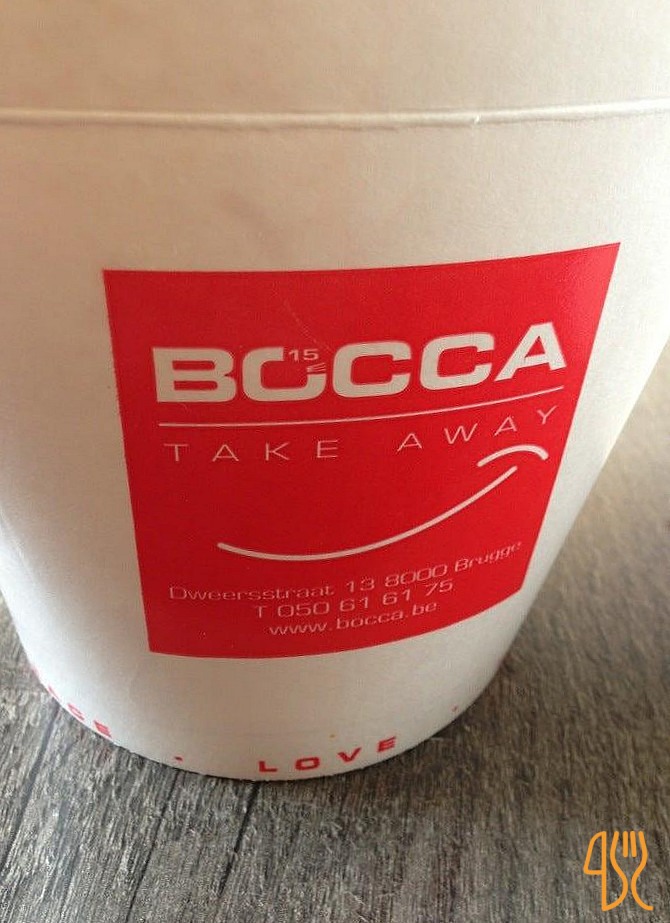 BOCCA
15
TAKE AWAY
Dweersstraat 13 8000 Brugge
T 050 61 61 75
www.bocca.be
LOVE